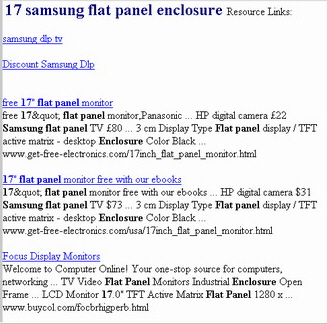 17 samsung flat panel enclosure Resource Links:
samsung dlp tv
Discount Samsung Dlp
free 17" flat panel monitor
free 17&quot; flat panel monitor,Panasonic ... HP digital camera £22
Samsung flat panel TV £80 ... 3 cm Display Type Flat panel display / TFT
active matrix - desktop Enclosure Color Black ...
www.get-free-electronics.com/17inch_flat_panel_monitor.html
17" flat panel monitor free with our ebooks
17&quot; flat panel monitor free with our ebooks ... HP digital camera $31
Samsung flat panel TV $73 ... 3 cm Display Type Flat panel display / TFT
active matrix - desktop Enclosure Color Black ...
www.get-free-electronics.com/usa/17inch_flat_panel_monitor.html
Focus Display Monitors
Welcome to Computer Online! Your one-stop source for computers,
networking ... TV Video Flat Panel Monitors Industrial Enclosure Open
Frame ... LCD Monitor 17.0" TFT Active Matrix Flat Panel 1280 x ...
www.buycol.com/focbrhigperb.html